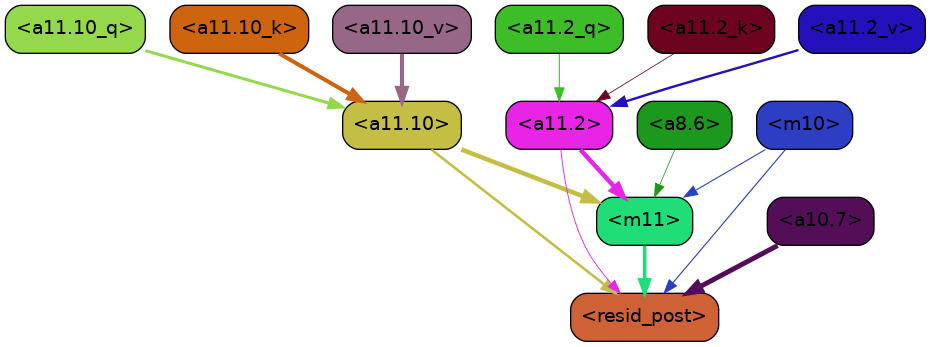 <a11.10_q> <a11.10_k> <a11.10_v> <a11.2_q> <a11.2_k> <a11.2_v>
<a11.10> <a11.2> <a8.6> <m10>
<m11> <a10.7>
<resid_post>